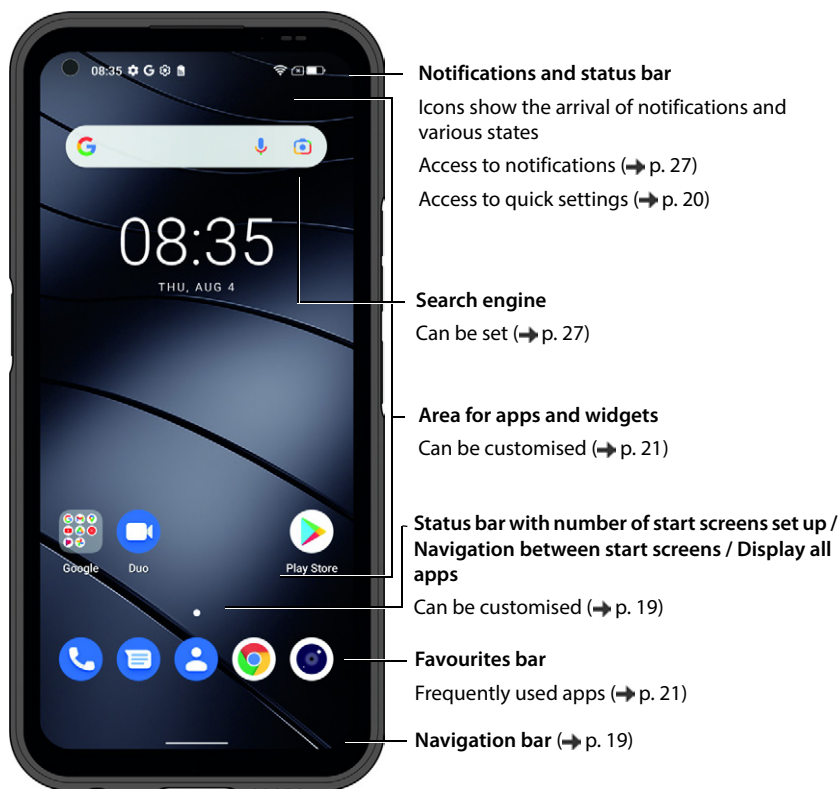 08:35
Notifications and status bar
Icons show the arrival of notifications and
various states
Access to notifications (➔ p. 27)
Access to quick settings (➔ p. 20)
08:35
THU, AUG 4
Search engine
Can be set (➔ p. 27)
Area for apps and widgets
Can be customised (➔ p. 21)
Google Duo Play Store
Status bar with number of start screens set up /
Navigation between start screens / Display all
apps
Can be customised (➔ p. 19)
Favourites bar
Frequently used apps (➔ p. 21)
Navigation bar (➔ p. 19)